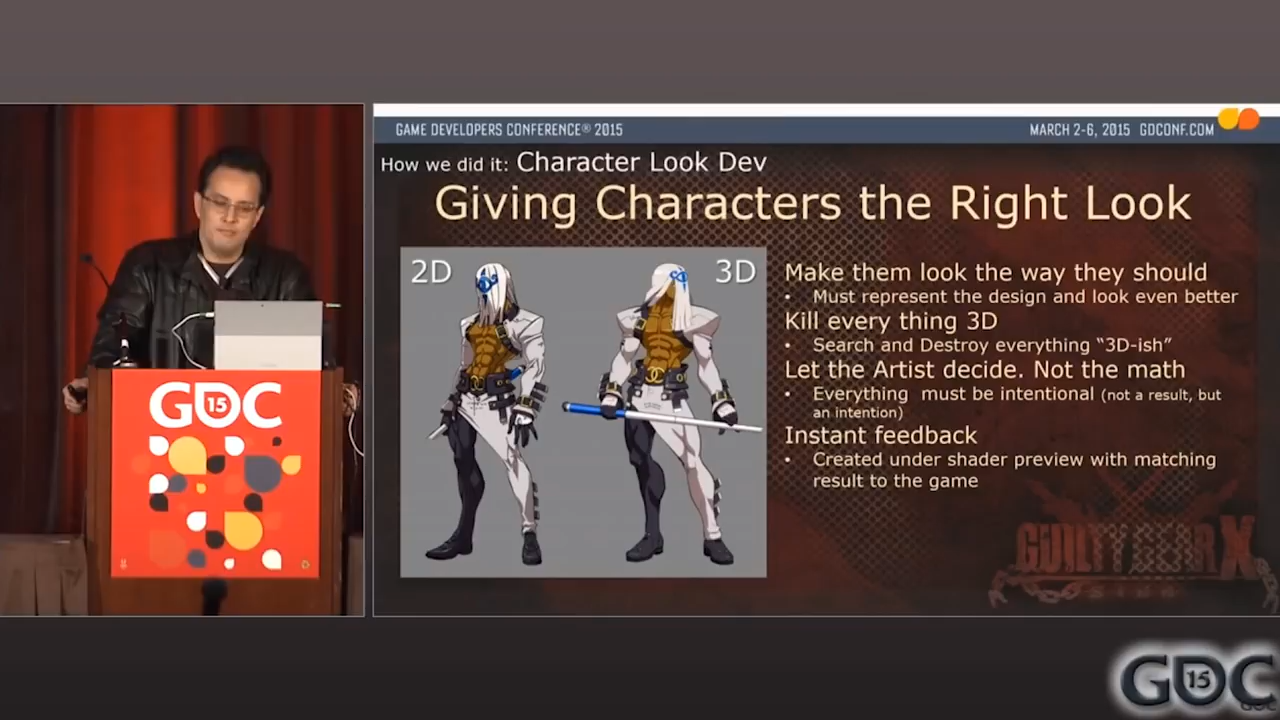 GAME DEVELOPERS CONFERENCE® 2015
MARCH 2-6, 2015 GDCONF.COM
How we did it: Character Look Dev
Giving Characters the Right Look
2D
3D
Make them look the way they should
• Must represent the design and look even better
Kill every thing 3D
• Search and Destroy everything “3D-ish”
Let the Artist decide. Not the math
• Everything must be intentional (not a result, but
an intention)
Instant feedback
• Created under shader preview with matching
result to the game
GUILTY GEAR X
GDC
15
GDC
15